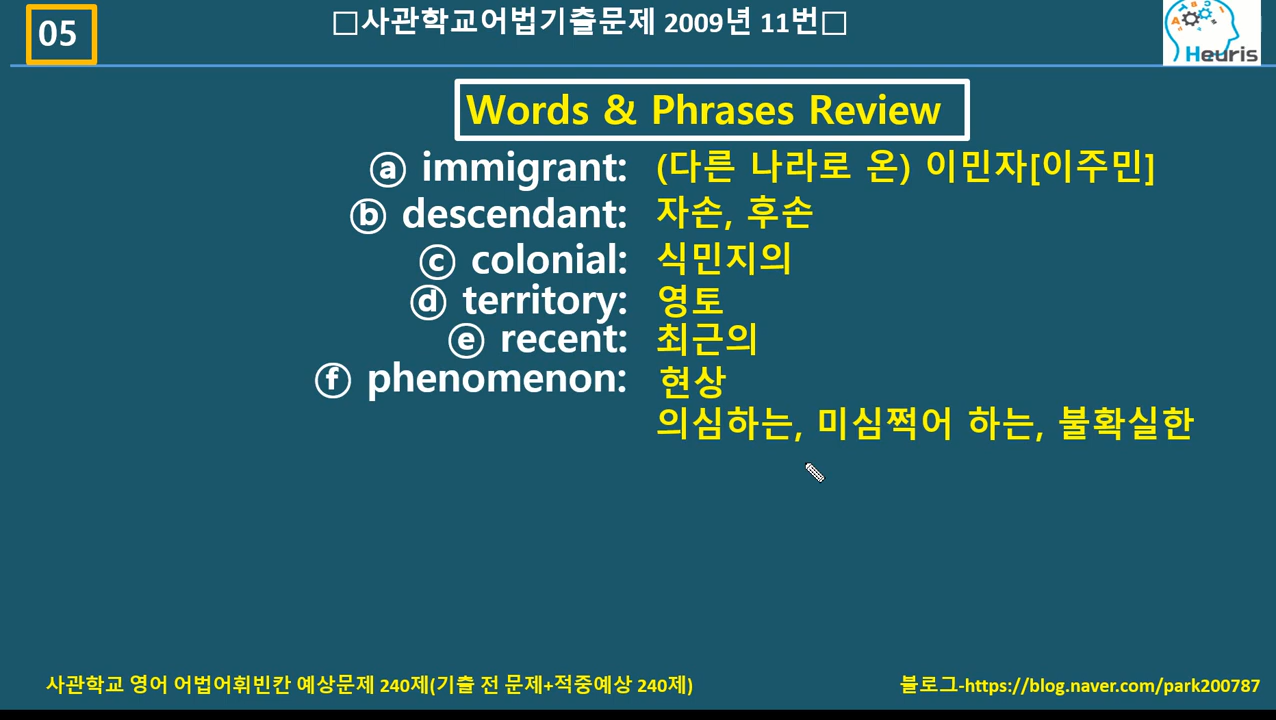 05
□사관학교어법기출문제 2009년 11번□
Heuris
Words & Phrases Review
ⓐ immigrant: (다른 나라로 온) 이민자[이주민]
ⓑ descendant: 자손, 후손
ⓒ colonial: 식민지의
ⓓ territory: 영토
ⓔ recent: 최근의
ⓕ phenomenon: 현상
의심하는, 미심쩍어 하는, 불확실한
사관학교 영어 어법어휘빈칸 예상문제 240제(기출 전 문제+적중예상 240제)
블로그-https://blog.naver.com/park200787